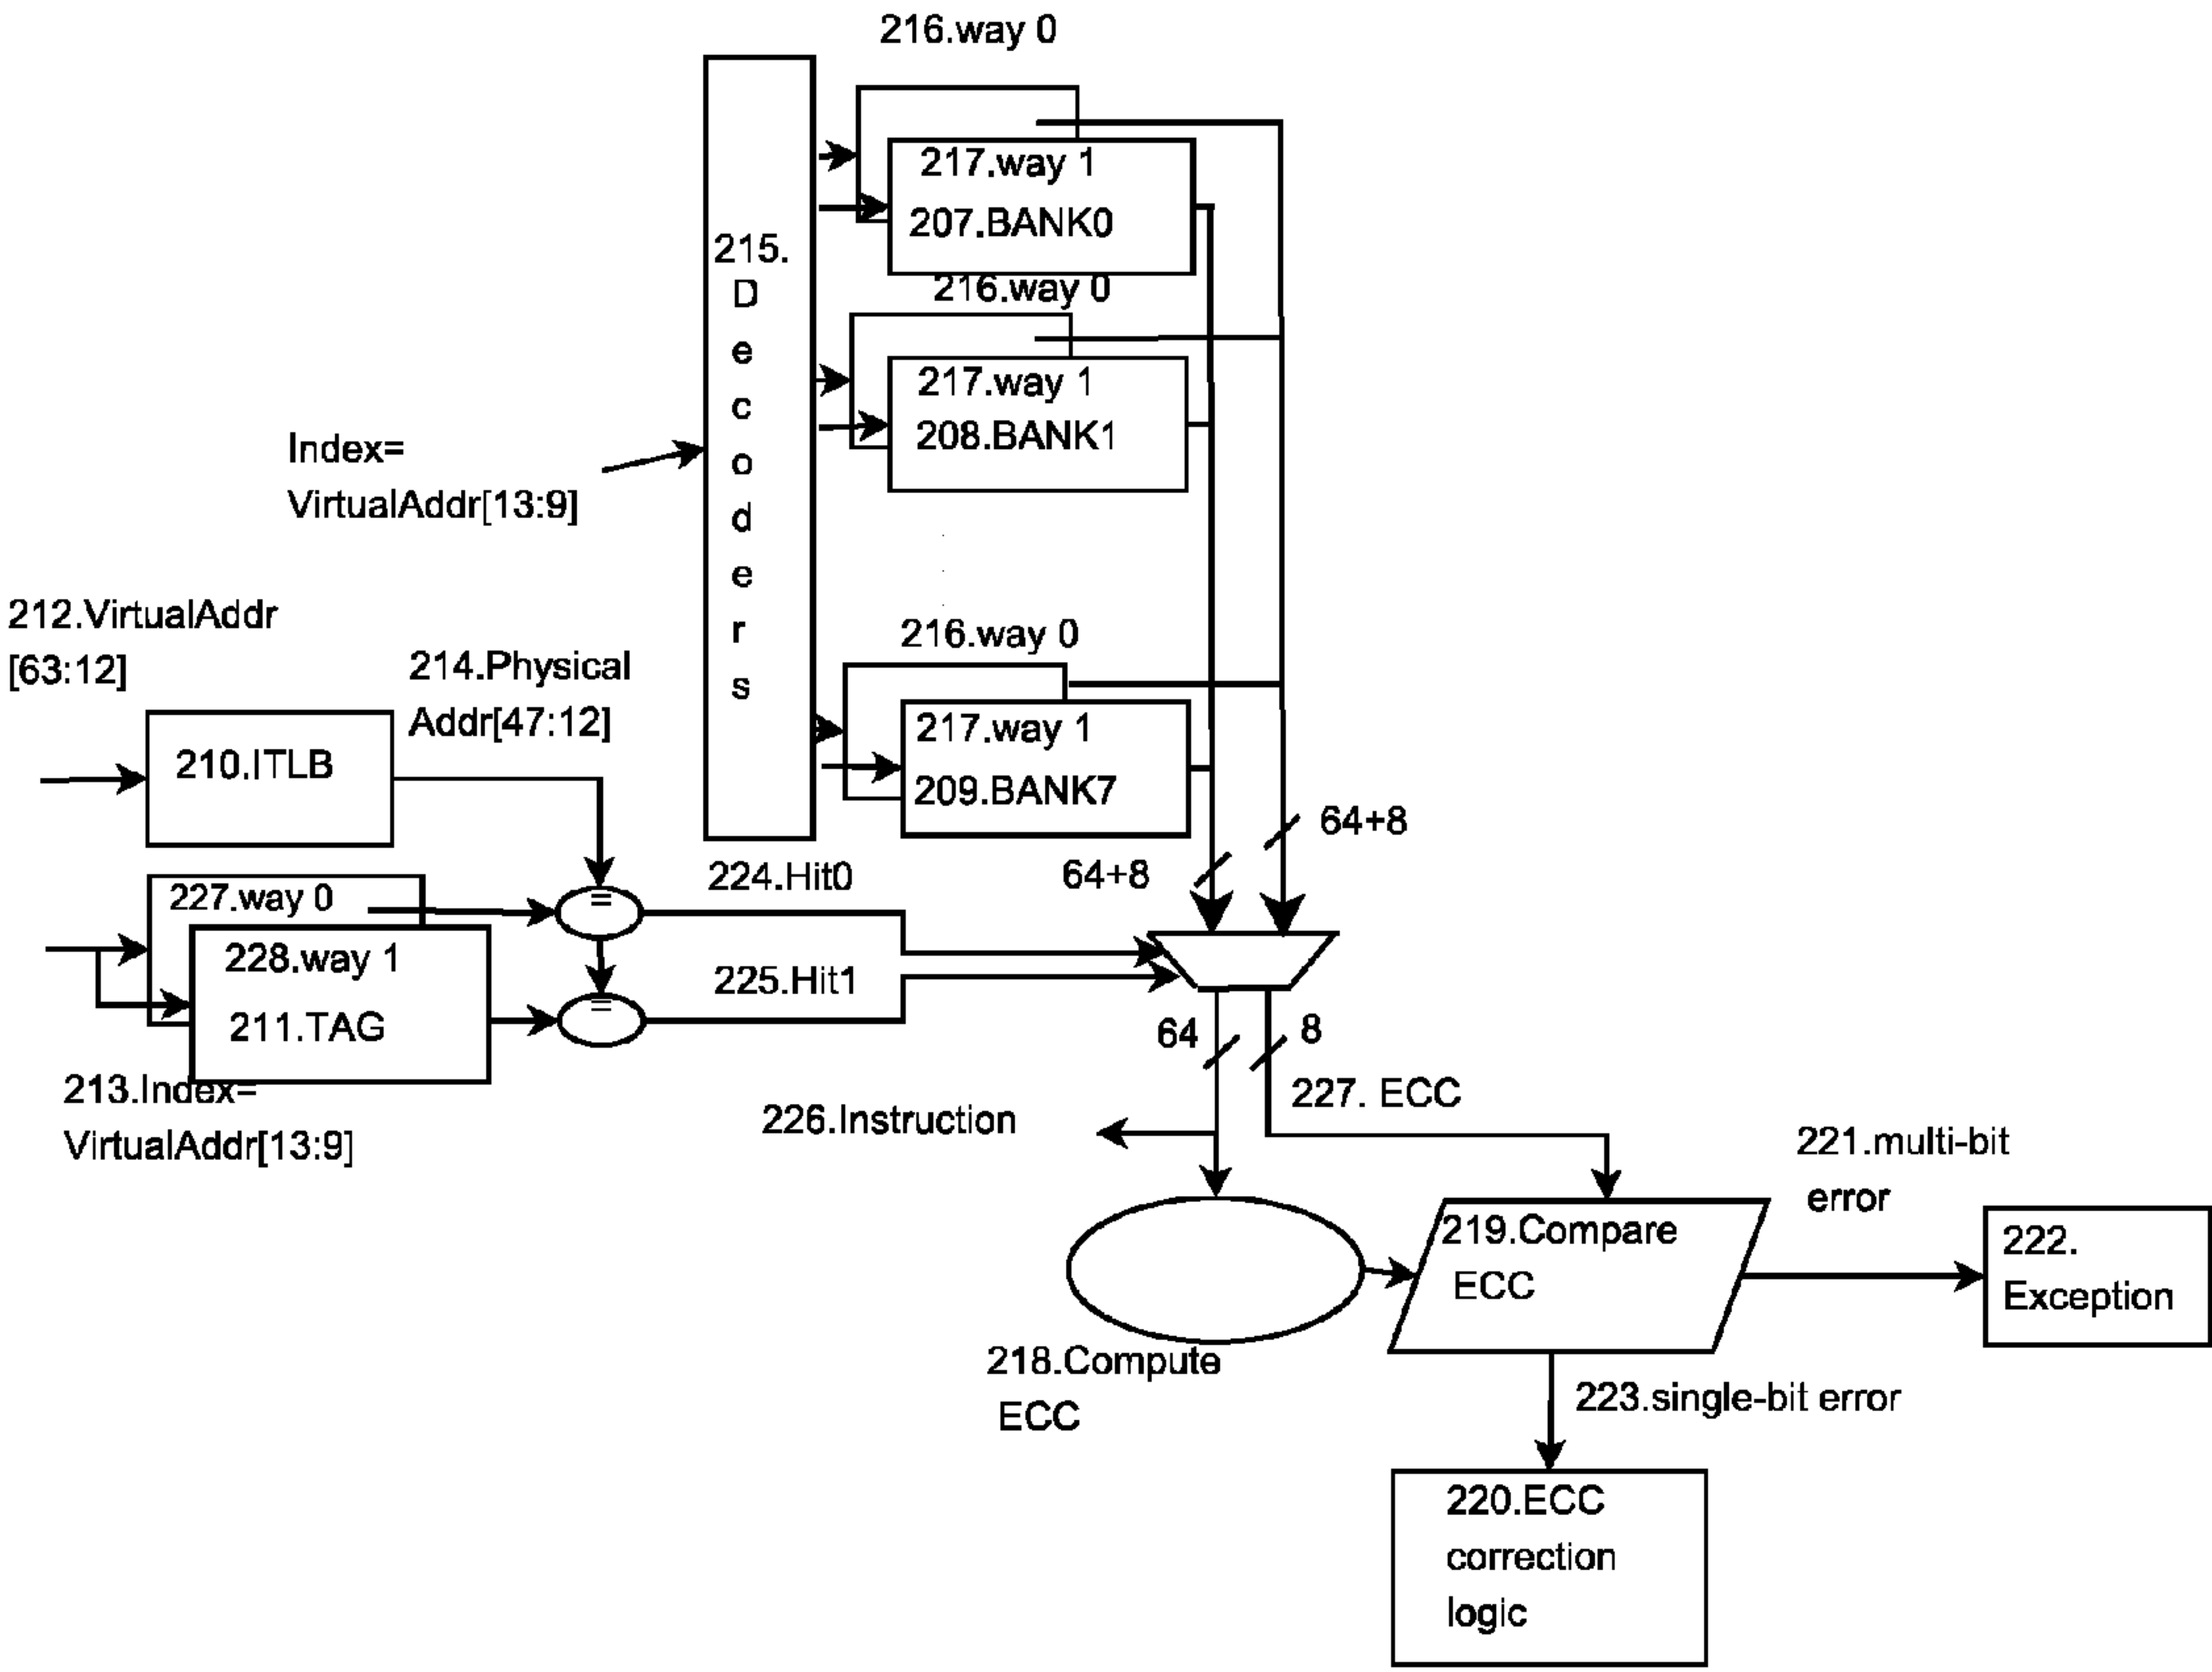 216.way 0
217.way 1
207.BANK0
216.way 0
217.way 1
208.BANK1
216.way 0
217.way 1
209.BANK7
215.
D
e
c
o
d
e
r
s
Index=
VirtualAddr[13:9]
212.VirtualAddr
[63:12]
214.Physical
Addr[47:12]
210.ITLB
227.way 0
228.way 1
211.TAG
213.Index=
VirtualAddr[13:9]
=
=
224.Hit0
225.Hit1
64+8
64+8
64
8
227. ECC
226.Instruction
218.Compute
ECC
219.Compare
ECC
221.multi-bit
error
222.
Exception
223.single-bit error
220.ECC
correction
logic